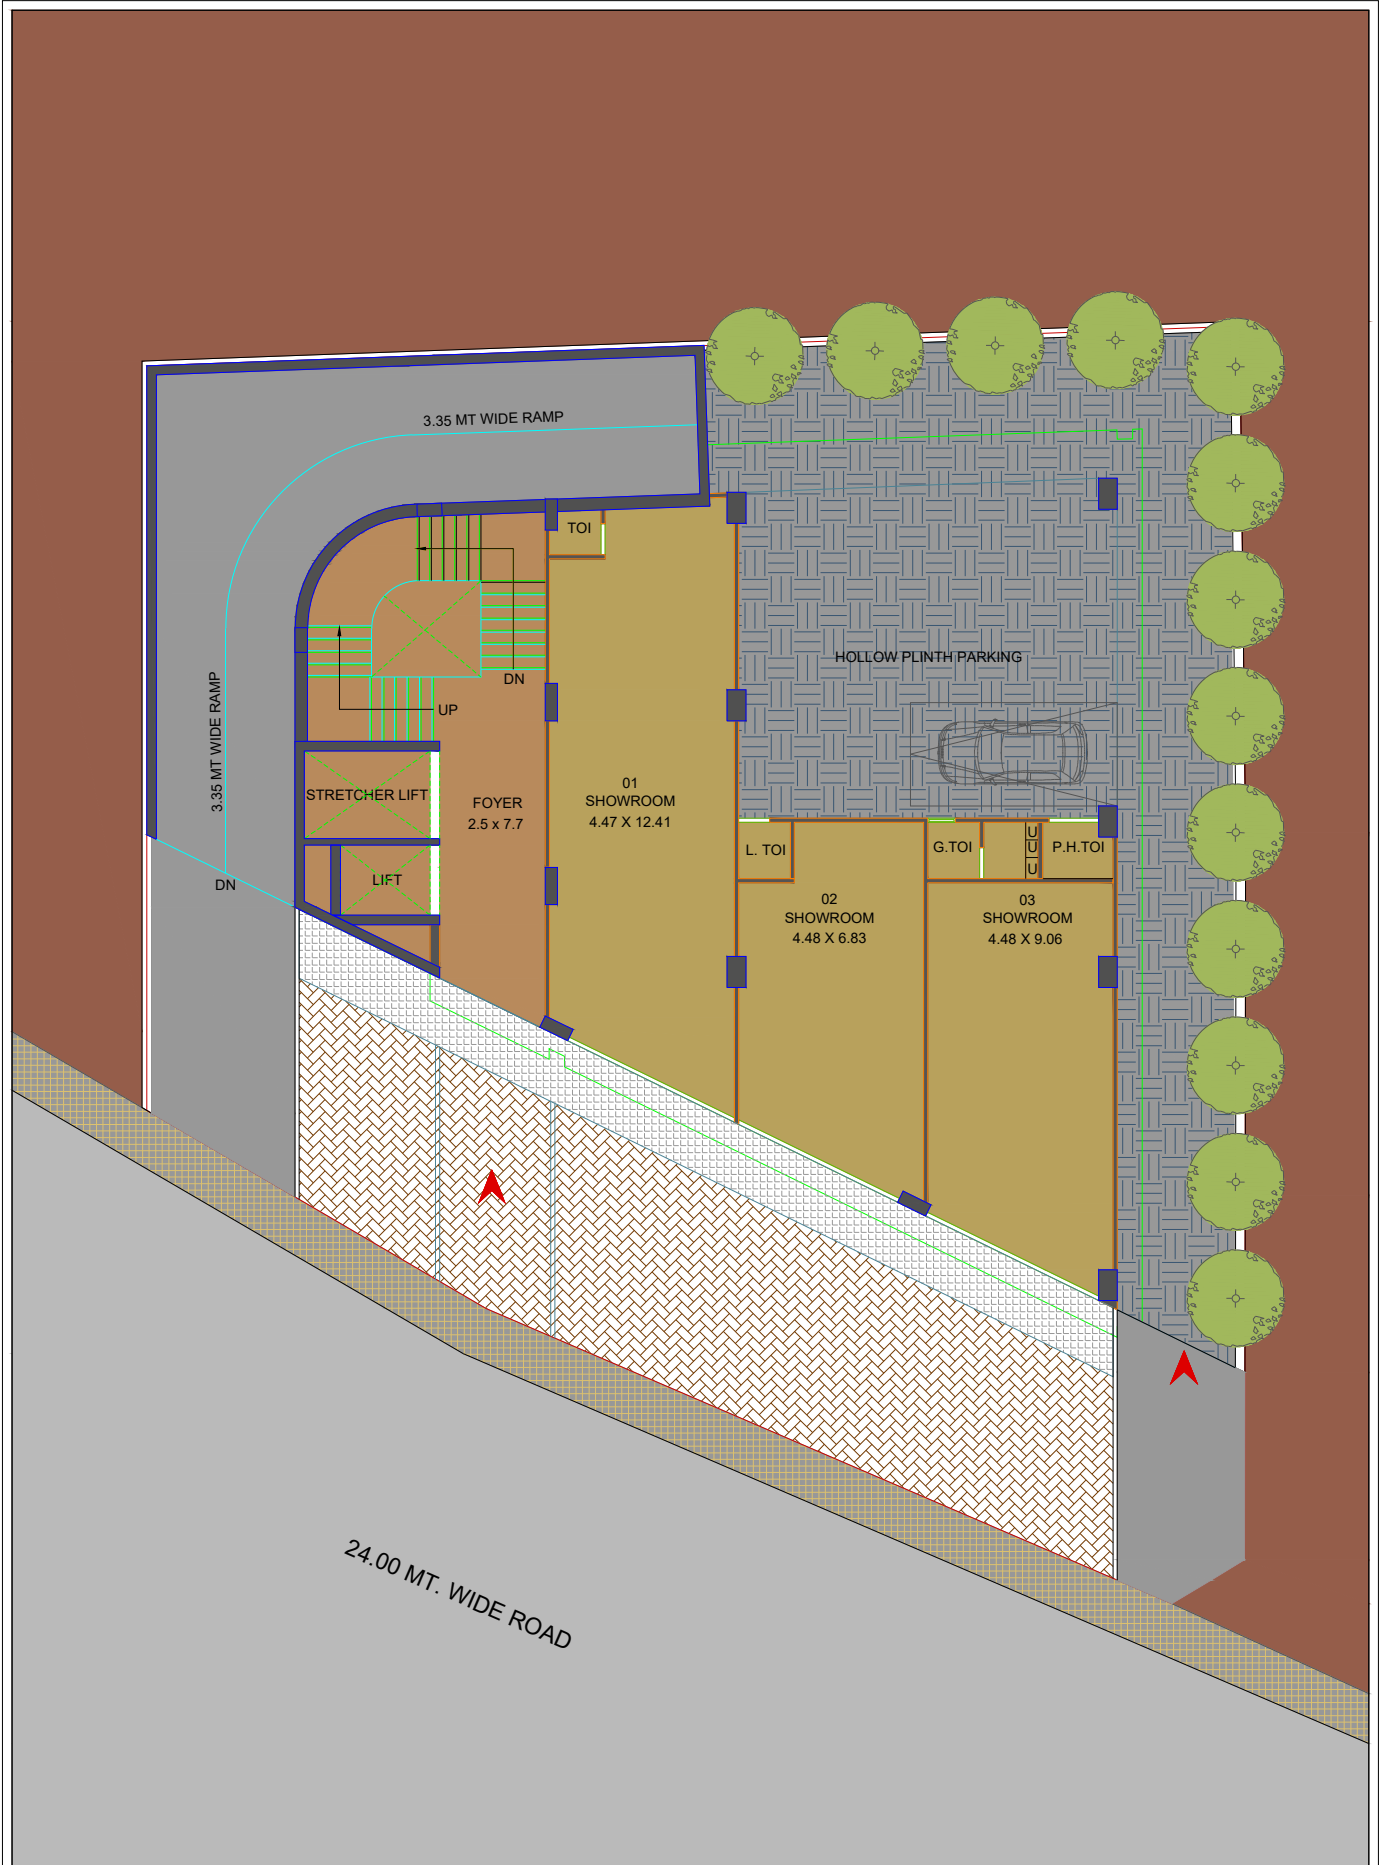 3.35 MT WIDE RAMP
TOI
HOLLOW PLINTH PARKING
DN
UP
3.35 MT WIDE RAMP
STRETCHER LIFT
FOYER
2.5 x 7.7
01
SHOWROOM
4.47 X 12.41
LIFT
DN
L. TOI
G.TOI
U
U
U
P.H.TOI
02
SHOWROOM
4.48 X 6.83
03
SHOWROOM
4.48 X 9.06
24.00 MT. WIDE ROAD